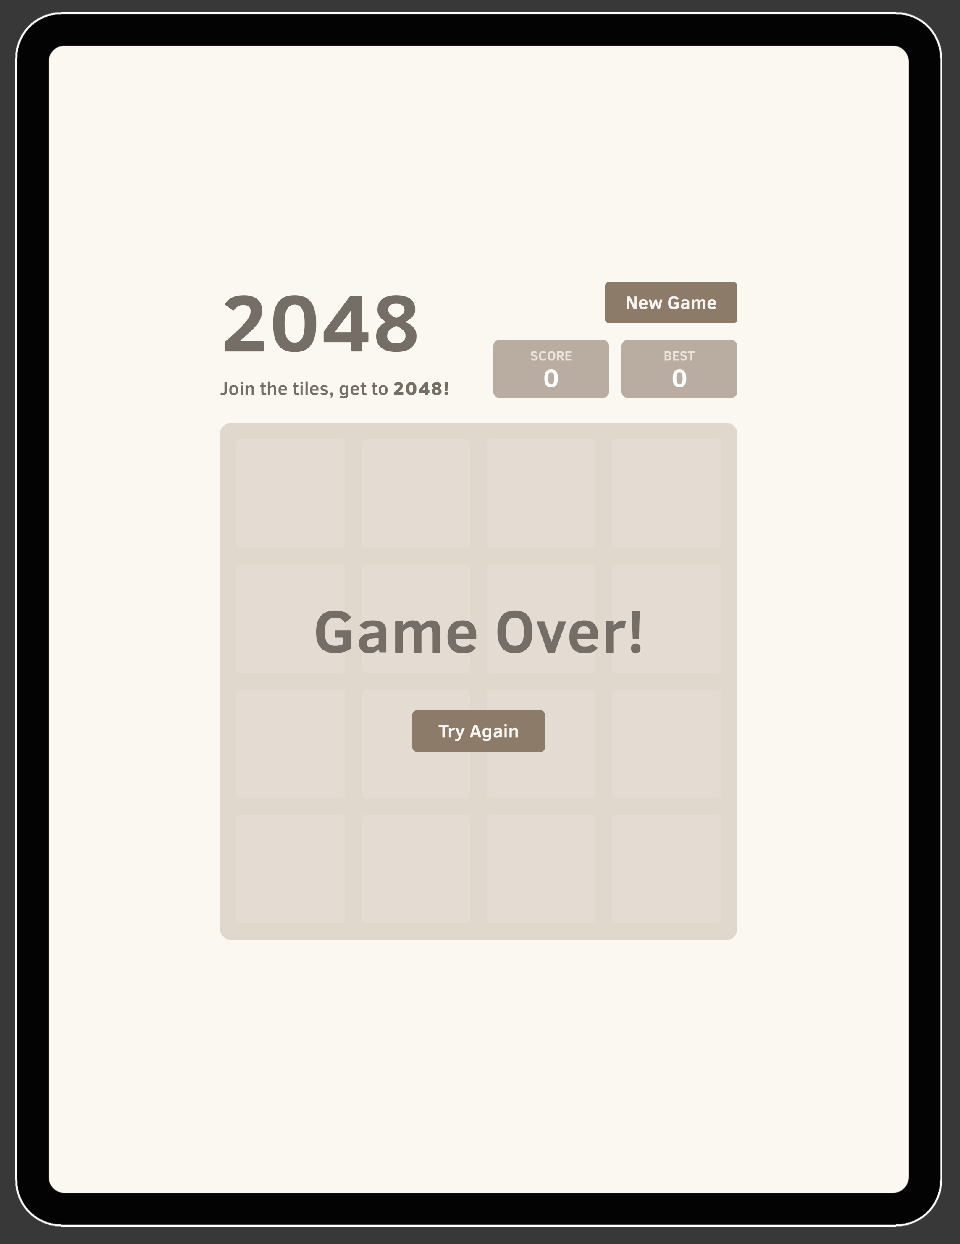 2048
New Game
SCORE
0
BEST
0
Join the tiles, get to 2048!
Game Over!
Try Again